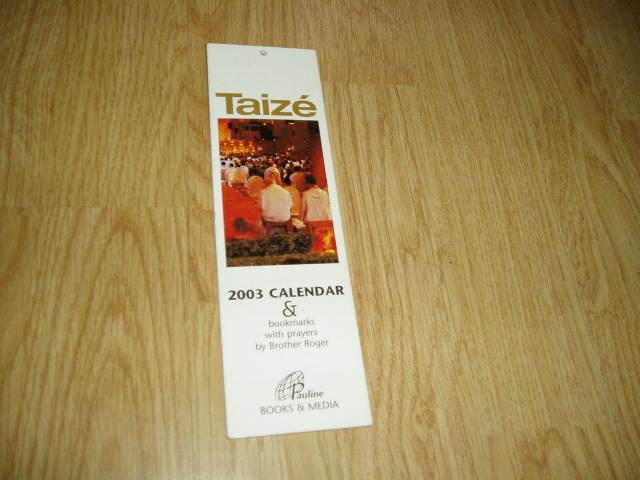 Taizé
2003 CALENDAR
&
bookmarks
with prayers
by Brother Roger
Pauline
BOOKS & MEDIA